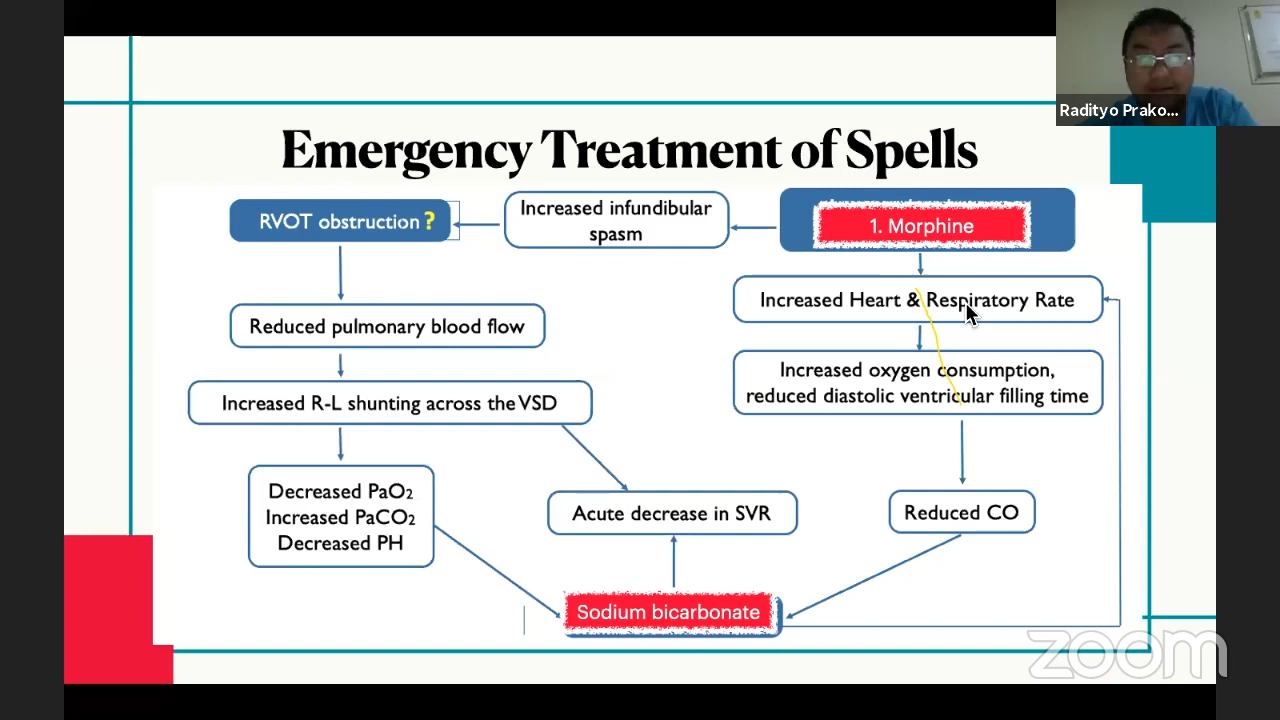 Radityo Prako...
Emergency Treatment of Spells
RVOT obstruction ?
Increased infundibular
spasm
1. Morphine
Increased Heart & Respiratory Rate
Reduced pulmonary blood flow
Increased oxygen consumption,
reduced diastolic ventricular filling time
Increased R-L shunting across the VSD
Decreased PaO₂
Increased PaCO₂
Decreased PH
Acute decrease in SVR
Reduced CO
Sodium bicarbonate
zoom